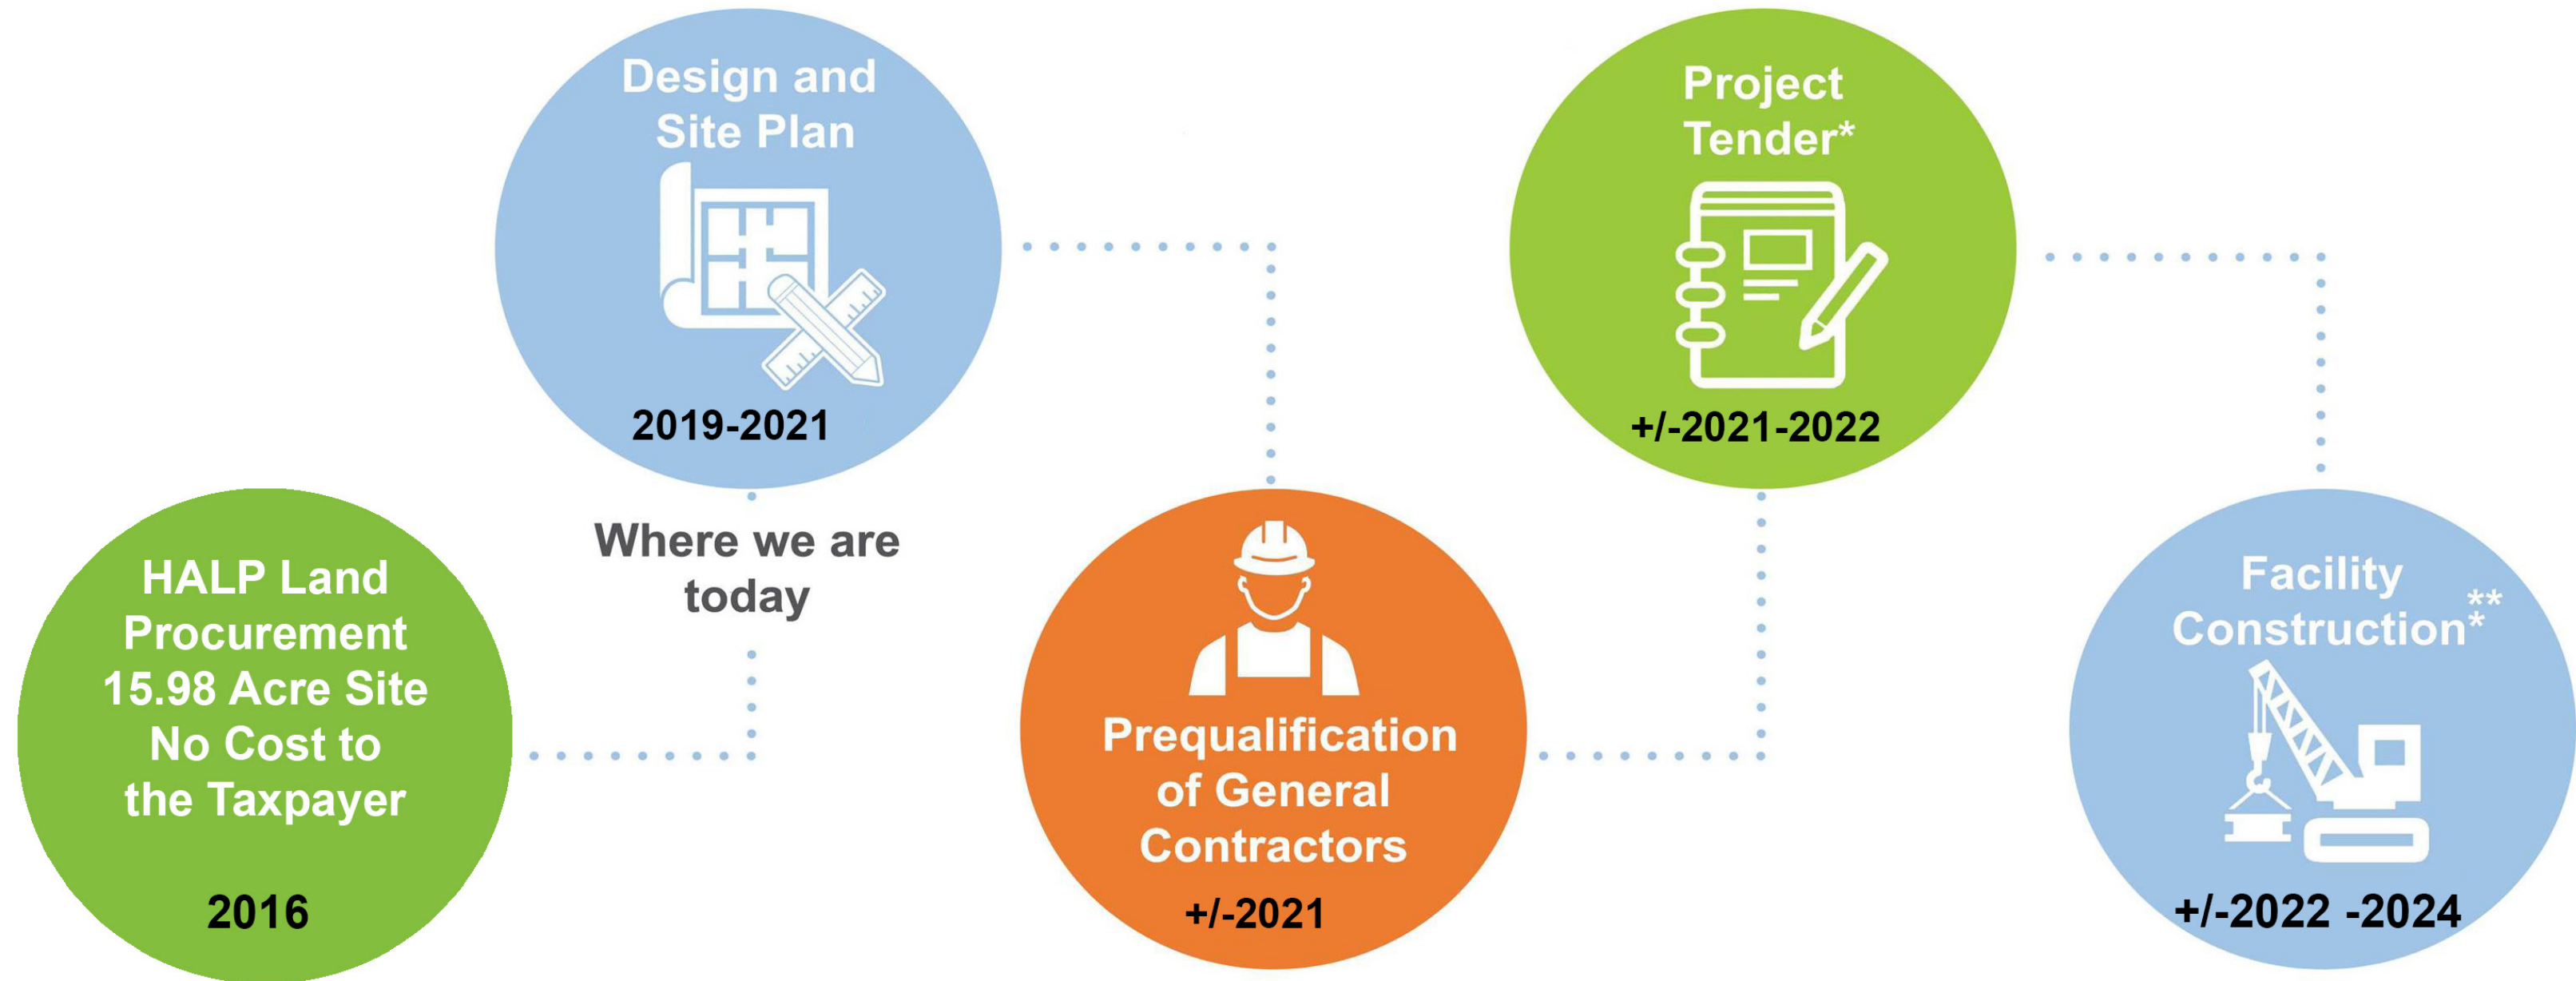 HALP Land
Procurement
15.98 Acre Site
No Cost to
the Taxpayer
2016
Design and
Site Plan
2019-2021
Where we are
today
Prequalification
of General
Contractors
+/-2021
Project
Tender*
+/-2021-2022
Facility
Construction***
+/-2022 -2024